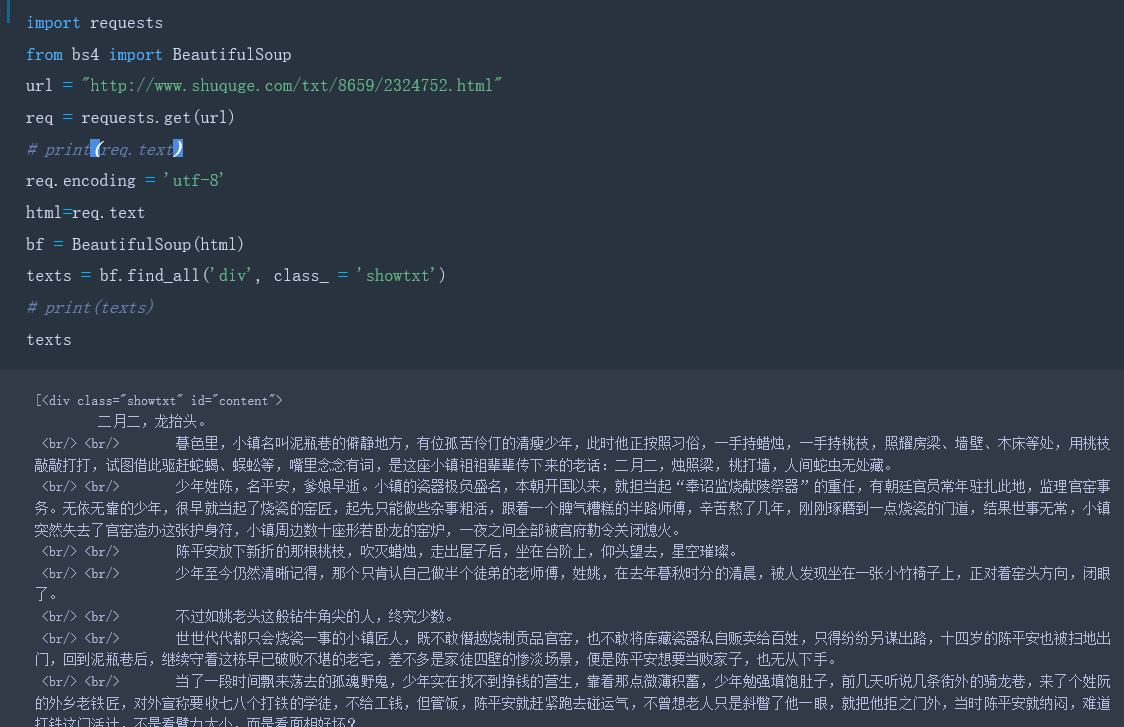 import requests
from bs4 import BeautifulSoup
url = "http://www.shuquge.com/txt/8659/2324752.html"
req = requests.get(url)
# print(req.text)
req.encoding = 'utf-8'
html=req.text
bf = BeautifulSoup(html)
texts = bf.find_all('div', class_ = 'showtxt')
# print(texts)
texts
[<div class="showtxt" id="content">
二月二，龙抬头。
<br/> <br/> 暮色里，小镇名叫泥瓶巷的僻静地方，有位孤苦伶仃的清瘦少年，此时他正按照习俗，一手持蜡烛，一手持桃枝，照耀房梁、墙壁、木床等处，用桃枝
敲敲打打，试图借此驱赶蛇蝎、蜈蚣等，嘴里念念有词，是这座小镇祖祖辈辈传下来的老话：二月二，烛照梁，桃打墙，人间蛇虫无处藏。
<br/> <br/> 少年姓陈，名平安，爹娘早逝。小镇的瓷器极负盛名，本朝开国以来，就担当起“奉诏监烧献陵祭器”的重任，有朝廷官员常年驻扎此地，监理官窑事
务。无依无靠的少年，很早就当起了烧瓷的窑匠，起先只能做些杂事粗活，跟着一个脾气糟糕的半路师傅，辛苦熬了几年，刚刚琢磨到一点烧瓷的门道，结果世事无常，小镇
突然失去了官窑造办这张护身符，小镇周边数十座形若卧龙的窑炉，一夜之间全部被官府勒令关闭熄火。
<br/> <br/> 陈平安放下新折的那根桃枝，吹灭蜡烛，走出屋子后，坐在台阶上，仰头望去，星空璀璨。
<br/> <br/> 少年至今仍然清晰记得，那个只肯认自己做半个徒弟的老师傅，姓姚，在去年暮秋时分的清晨，被人发现坐在一张小竹椅子上，正对着窑头方向，闭眼
了。
<br/> <br/> 不过如姚老头这般钻牛角尖的人，终究少数。
<br/> <br/> 世世代代都只会烧瓷一事的小镇匠人，既不敢僭越烧制贡品官窑，也不敢将库藏瓷器私自贩卖给百姓，只得纷纷另谋出路，十四岁的陈平安也被扫地出
门，回到泥瓶巷后，继续守着这栋早已破败不堪的老宅，差不多是家徒四壁的惨淡场景，便是陈平安想要当败家子，也无从下手。
<br/> <br/> 当了一段时间飘来荡去的孤魂野鬼，少年实在找不到挣钱的营生，靠着那点微薄积蓄，少年勉强填饱肚子，前几天听说几条街外的骑龙巷，来了个姓阮
的外乡老铁匠，对外宣称要收七八个打铁的学徒，不给工钱，但管饭，陈平安就赶紧跑去碰运气，不曾想老人只是斜瞥了他一眼，就把他拒之门外，当时陈平安就纳闷，难道
打铁这门活计，不是看臂力大小，而是看面相好坏？